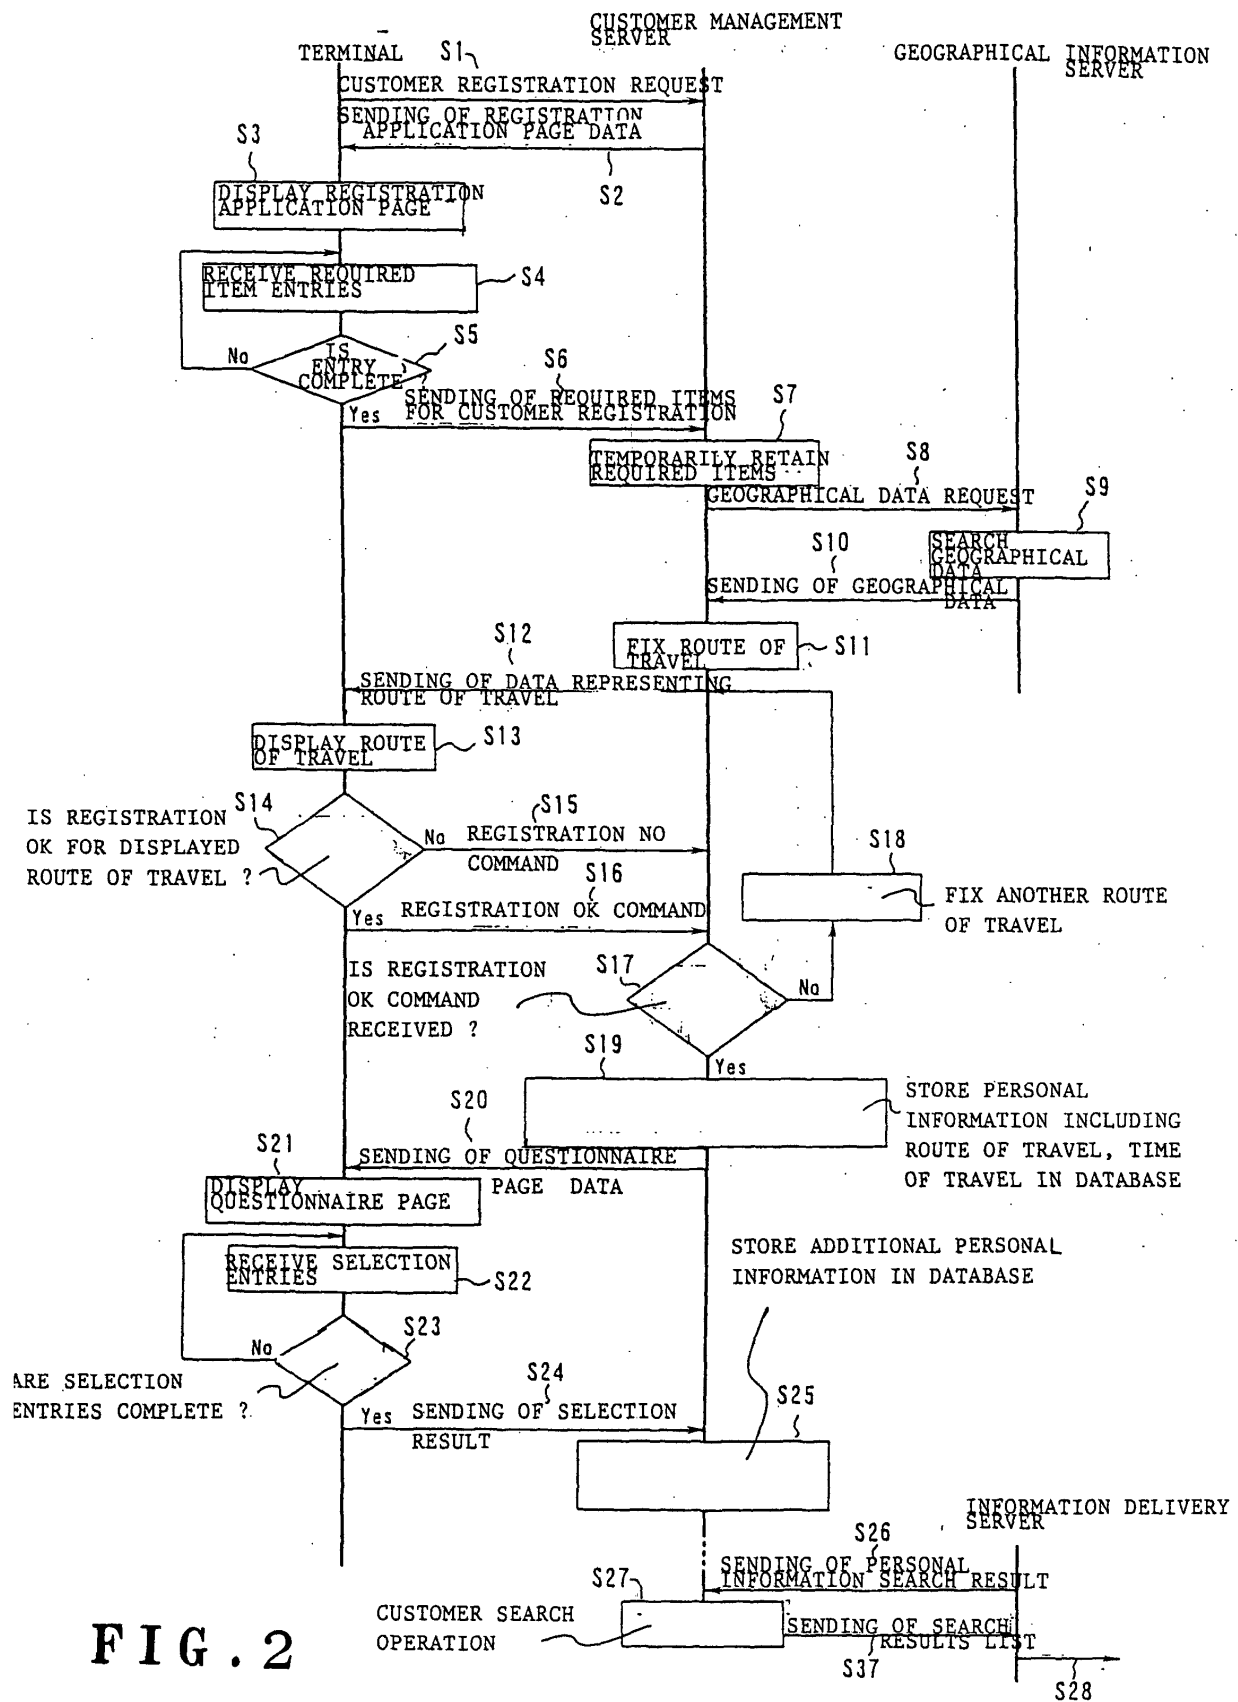 CUSTOMER MANAGEMENT
SERVER
TERMINAL
S1
GEOGRAPHICAL INFORMATION
SERVER
CUSTOMER REGISTRATION REQUEST
SENDING OF REGISTRATION
APPLICATION PAGE DATA
S3
S2
DISPLAY REGISTRATION
APPLICATION PAGE
RECEIVE REQUIRED
ITEM ENTRIES
S4
S5
No
IS
ENTRY
COMPLETE ?
S6
SENDING OF REQUIRED ITEMS
Yes FOR CUSTOMER REGISTRATION
S7
TEMPORARILY RETAIN
REQUIRED ITEMS
S8
GEOGRAPHICAL DATA REQUEST
S9
SEARCH
GEOGRAPHICAL
DATA
S10
SENDING OF GEOGRAPHICAL
DATA
FIX ROUTE OF
TRAVEL
S11
S12
SENDING OF DATA REPRESENTING
ROUTE OF TRAVEL
DISPLAY ROUTE
OF TRAVEL
S13
S14
IS REGISTRATION
OK FOR DISPLAYED
ROUTE OF TRAVEL ?
S15
No REGISTRATION NO
COMMAND
S16
Yes REGISTRATION OK COMMAND
S18
FIX ANOTHER ROUTE
OF TRAVEL
S17
IS REGISTRATION
OK COMMAND
RECEIVED ?
No
Yes
S19
STORE PERSONAL
INFORMATION INCLUDING
ROUTE OF TRAVEL, TIME
OF TRAVEL IN DATABASE
S20
SENDING OF QUESTIONNAIRE
PAGE DATA
S21
DISPLAY
QUESTIONNAIRE PAGE
RECEIVE SELECTION
ENTRIES
S22
STORE ADDITIONAL PERSONAL
INFORMATION IN DATABASE
S23
No
ARE SELECTION
ENTRIES COMPLETE ?
S24
Yes SENDING OF SELECTION
RESULT
S25
INFORMATION DELIVERY
SERVER
S26
SENDING OF PERSONAL
INFORMATION SEARCH RESULT
S27
CUSTOMER SEARCH
OPERATION
SENDING OF SEARCH
RESULTS LIST
S37
S28
FIG.2